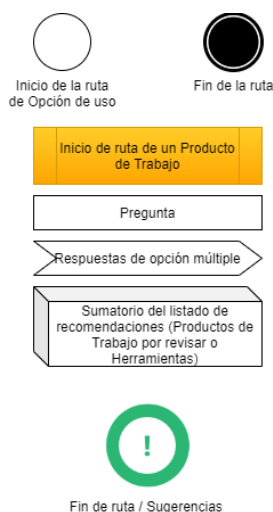 Inicio de la ruta
de Opción de uso
Fin de la ruta
Inicio de ruta de un Producto
de Trabajo
Pregunta
Respuestas de opción múltiple
Sumatorio del listado de
recomendaciones (Productos de
Trabajo por revisar o
Herramientas)
!
Fin de ruta / Sugerencias